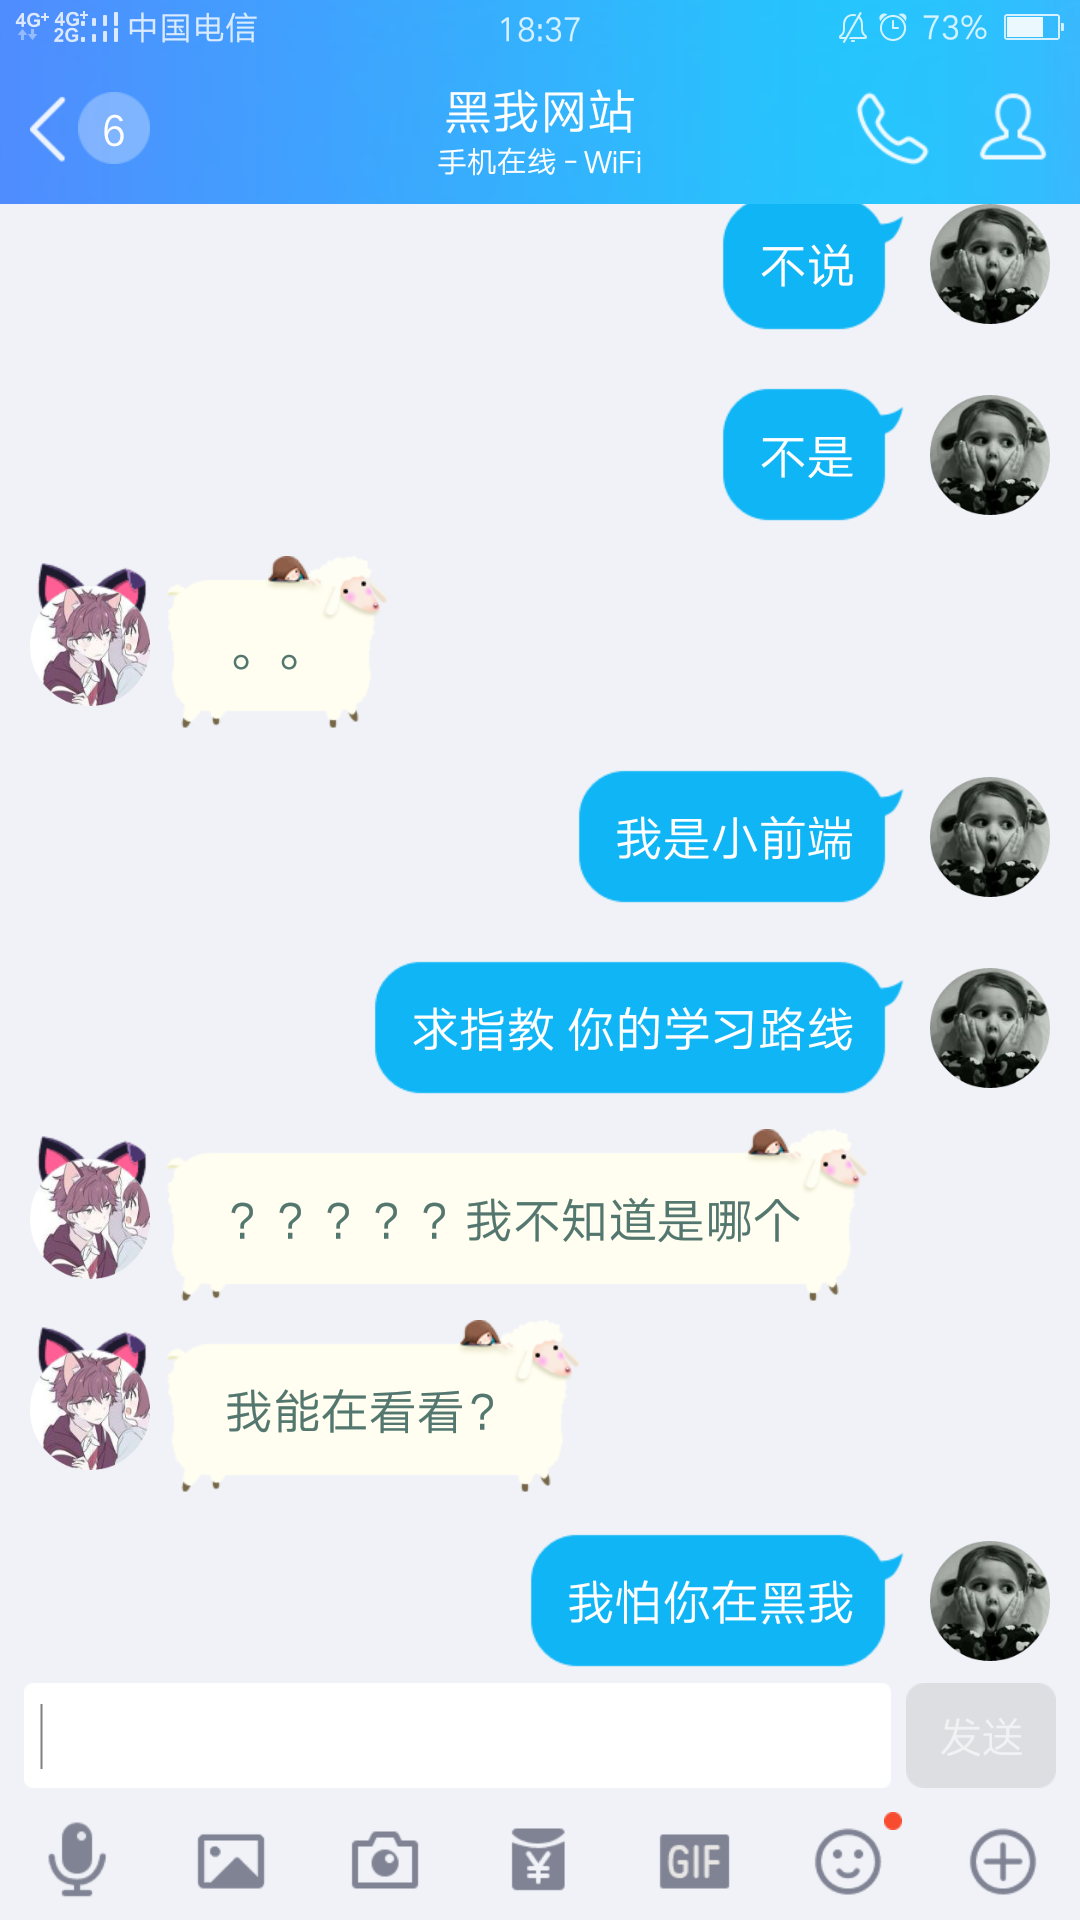 4G+ 4G+ 2G 中国电信 18:37 73%
6
黑我网站
手机在线 - WiFi
不说
不是
。。
我是小前端
求指教 你的学习路线
？？？？？我不知道是哪个
我能在看看？
我怕你在黑我
发送
¥ GIF